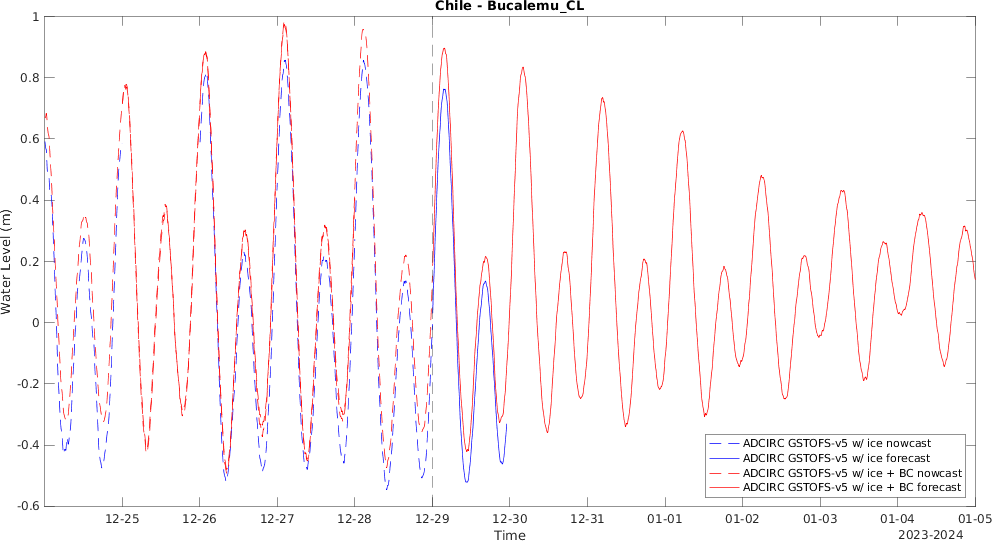 Chile - Bucalemu_CL
Water Level (m)
1
0.8
0.6
0.4
0.2
0
-0.2
-0.4
-0.6
12-25 12-26 12-27 12-28 12-29 12-30 12-31 01-01 01-02 01-03 01-04 01-05
Time
2023-2024
ADCIRC GSTOFS-v5 w/ ice nowcast
ADCIRC GSTOFS-v5 w/ ice forecast
ADCIRC GSTOFS-v5 w/ ice + BC nowcast
ADCIRC GSTOFS-v5 w/ ice + BC forecast